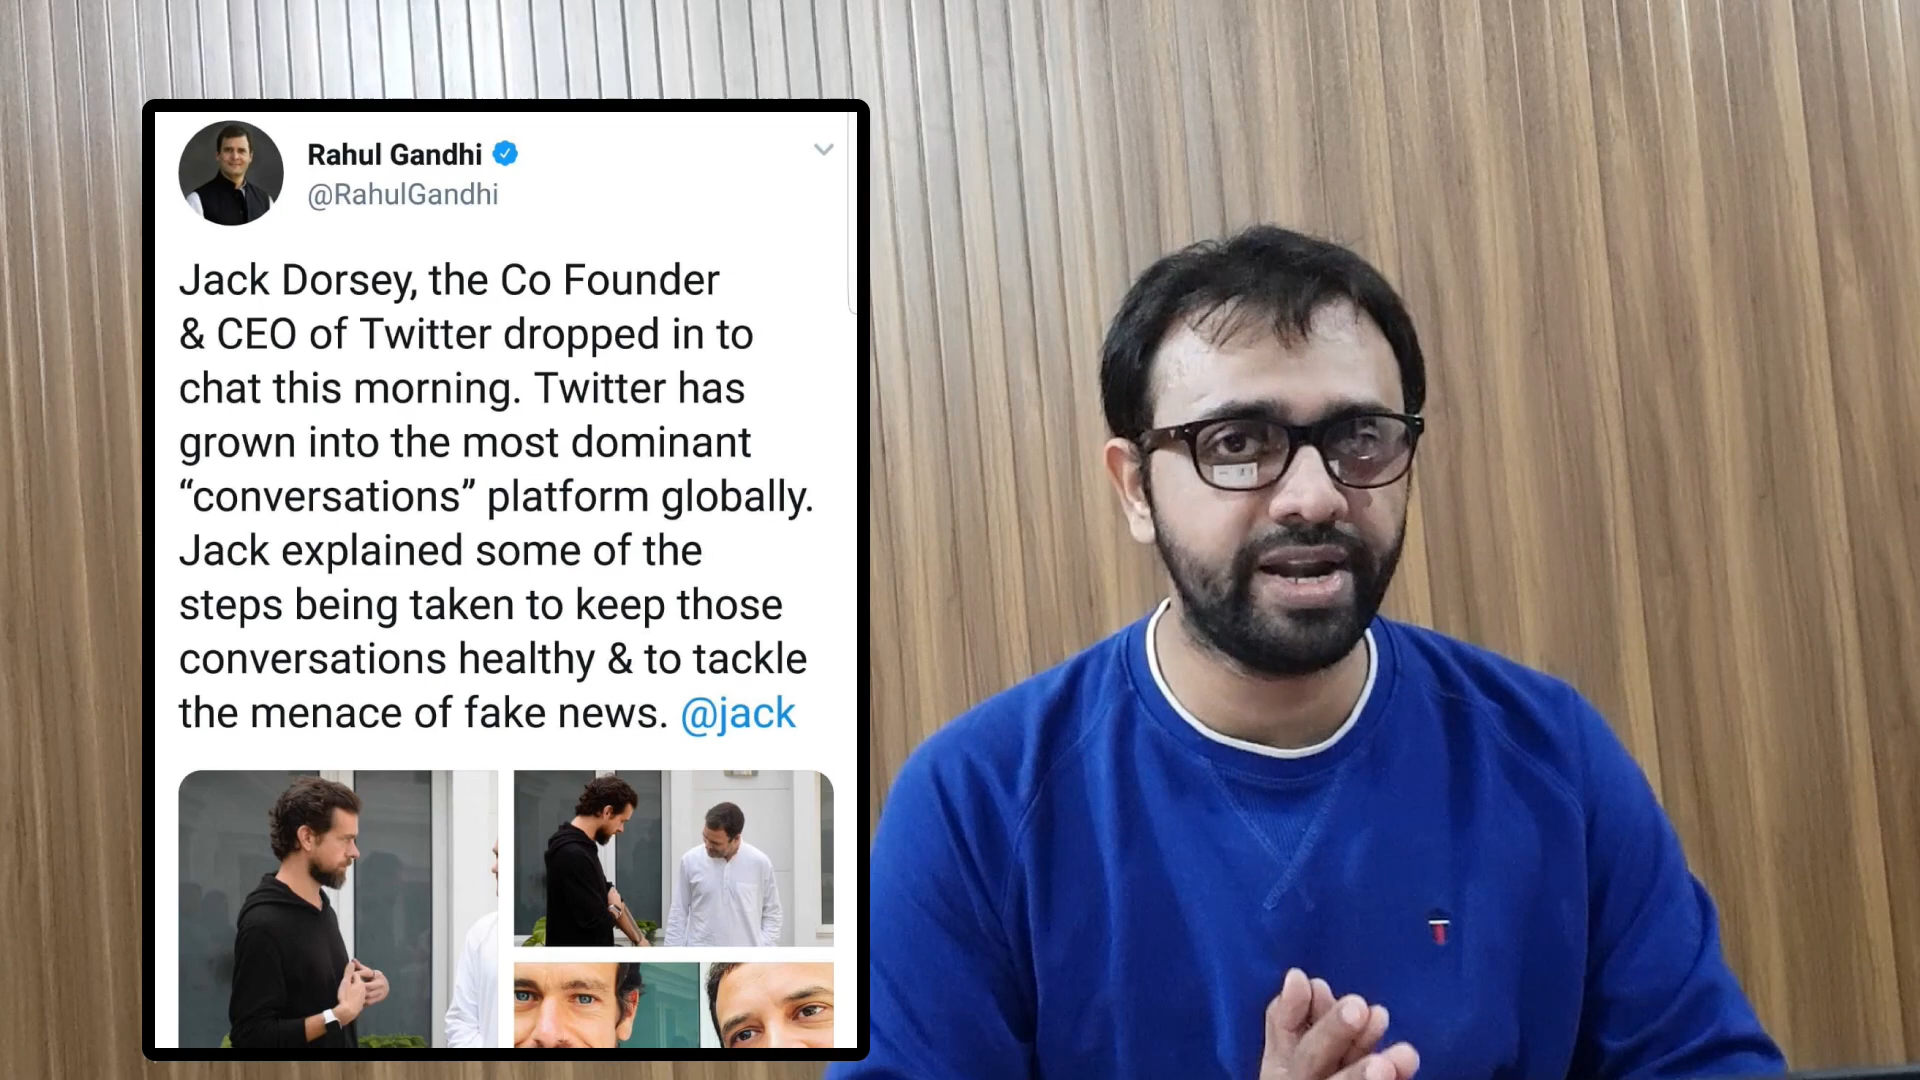 Rahul Gandhi
@RahulGandhi
Jack Dorsey, the Co Founder
& CEO of Twitter dropped in to
chat this morning. Twitter has
grown into the most dominant
“conversations” platform globally.
Jack explained some of the
steps being taken to keep those
conversations healthy & to tackle
the menace of fake news. @jack